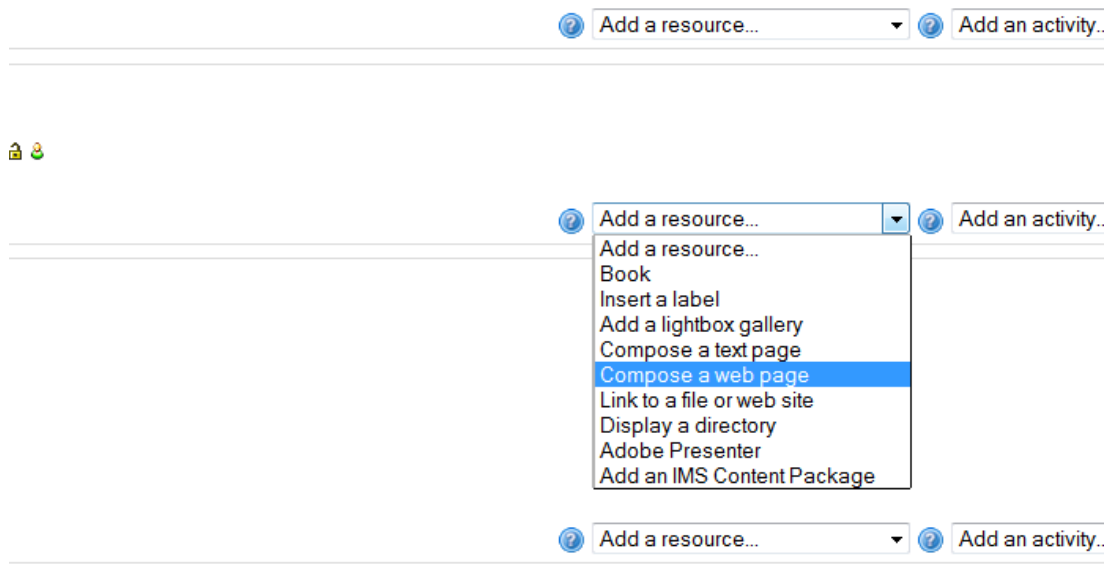 Add a resource... Add an activity..
Add a resource... Add an activity..
Add a resource...
Book
Insert a label
Add a lightbox gallery
Compose a text page
Compose a web page
Link to a file or web site
Display a directory
Adobe Presenter
Add an IMS Content Package
Add a resource... Add an activity..